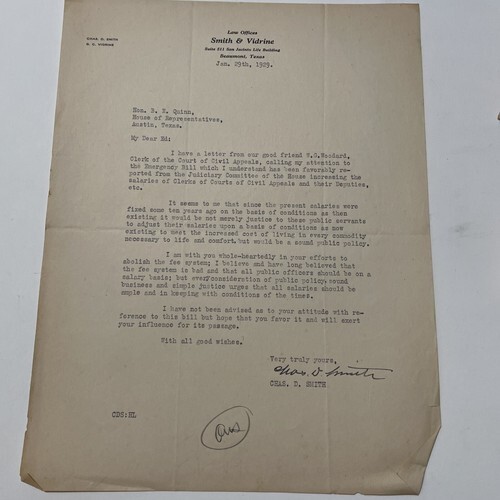 CHAS. D. SMITH
D. O. VIDRINE
Law Offices
Smith & Vidrine
Suite 511 San Jacinto Life Building
Beaumont, Texas
Jan. 29th, 1929.
Hon. B. E. Quinn,
House of Representatives,
Austin, Texas.
My Dear Ed:
I have a letter from our good friend W.O.Woodard,
Clerk of the Court of Civil Appeals, calling my attention to
the Emergency Bill which I understand has been favorably re-
ported from the Judiciary Committee of the House increasing the
salaries of Clerks of Courts of Civil Appeals and their Deputies,
etc.
It seems to me that since the present salaries were
fixed some ten years ago on the basis of conditions as then
existing it would be not merely justice to these public servants
to adjust their salaries upon a basis of conditions as now
existing to meet the increased cost of living in every commodity
necessary to life and comfort, but would be a sound public policy.
I am with you whole-heartedly in your efforts to
abolish the fee system; I believe and have long believed that
the fee system is bad and that all public officers should be on a
salary basis; but every consideration of public policy, sound
business and simple justice urges that all salaries should be
ample and in keeping with conditions of the times.
I have not been advised as to your attitude with re-
ference to this bill but hope that you favor it and will exert
your influence for its passage.
With all good wishes.
Very truly yours,
Chas. D. Smith
CHAS. D. SMITH
CDS:HL
Ans